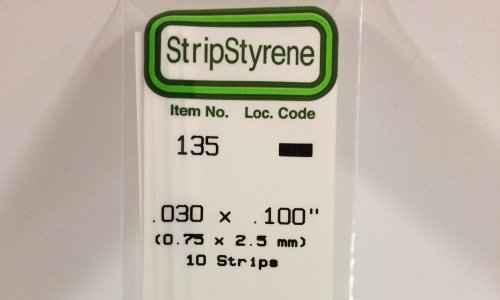 StripStyrene
Item No. Loc. Code
135
.030 x .100"
(0.75 x 2.5 mm)
10 Strips